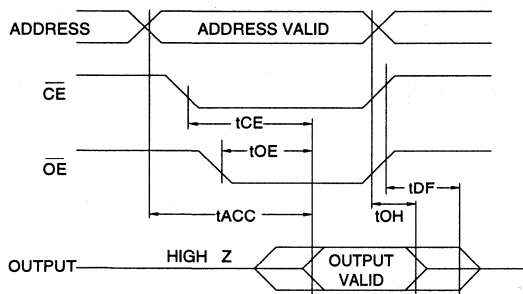 ADDRESS ADDRESS VALID
CE
tCE
tOE
OE
tDF
tACC
tOH
OUTPUT HIGH Z OUTPUT
VALID